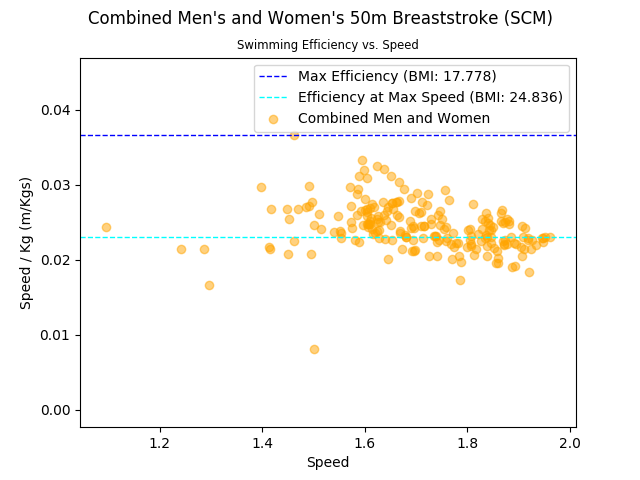 Combined Men's and Women's 50m Breaststroke (SCM)
Swimming Efficiency vs. Speed
Max Efficiency (BMI: 17.778)
Efficiency at Max Speed (BMI: 24.836)
Combined Men and Women
Speed / Kg (m/Kgs)
0.04
0.03
0.02
0.01
0.00
1.2 1.4 1.6 1.8 2.0
Speed